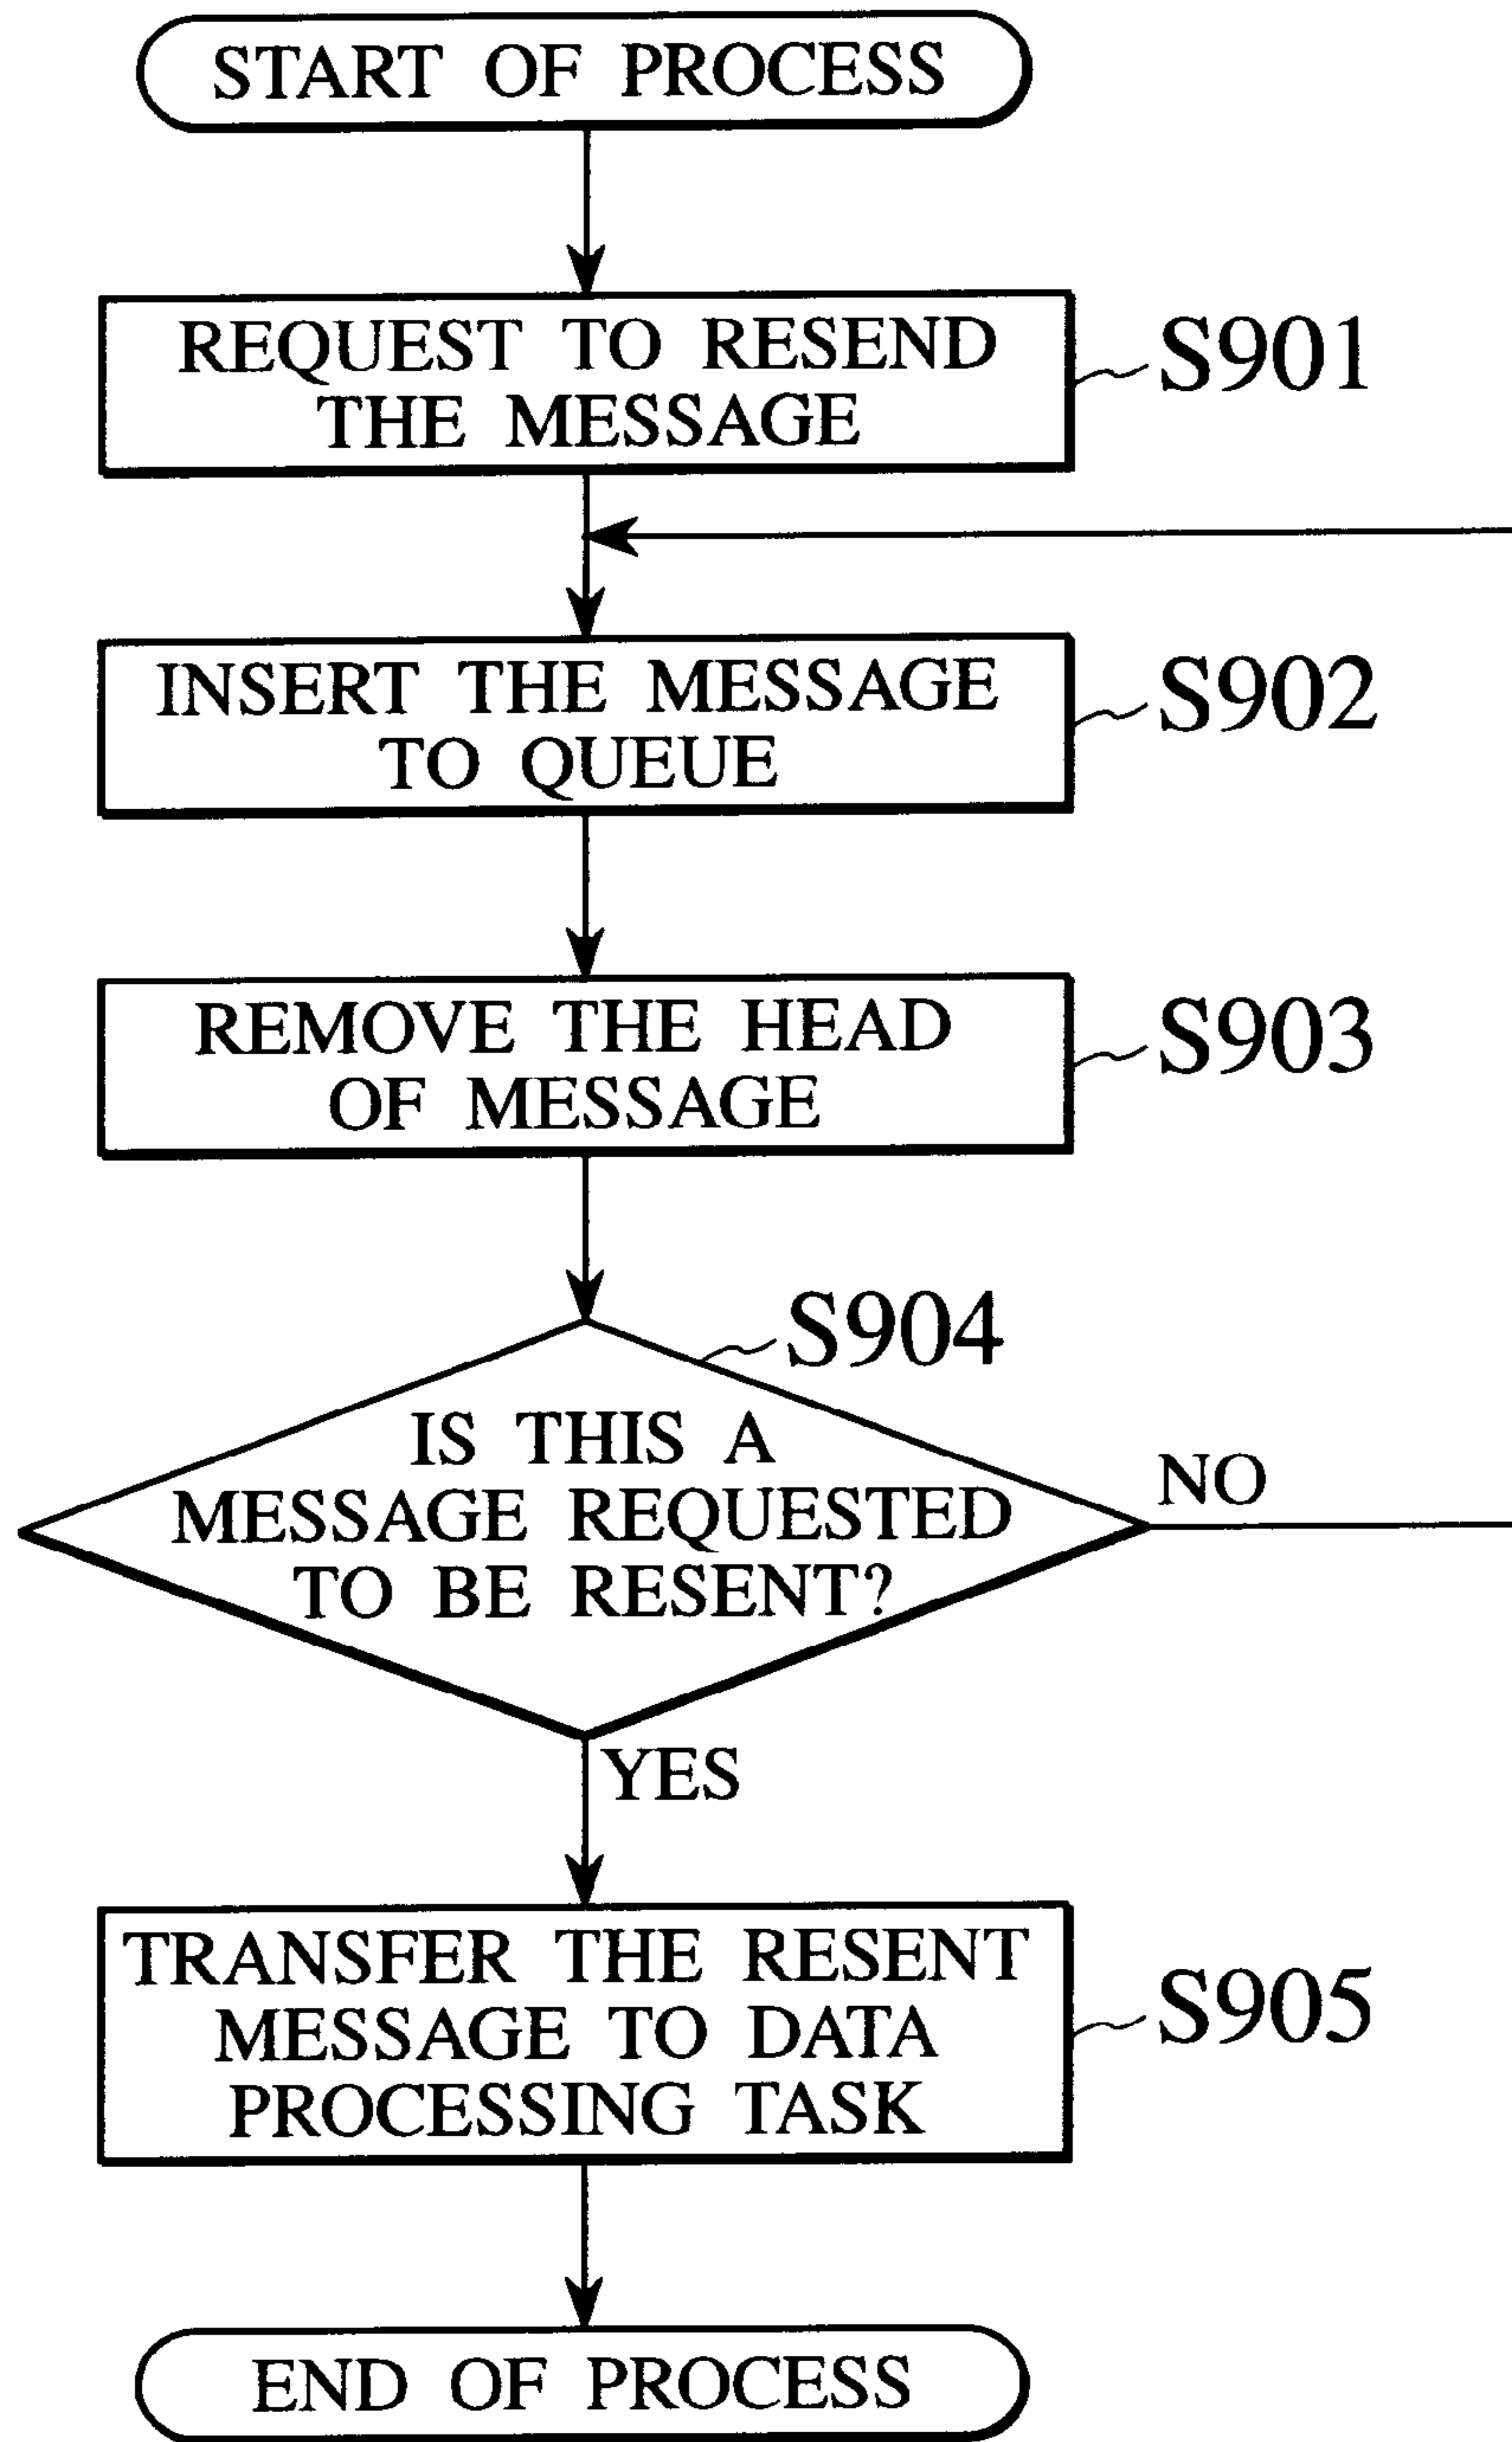 START OF PROCESS
REQUEST TO RESEND
THE MESSAGE
S901
INSERT THE MESSAGE
TO QUEUE
S902
REMOVE THE HEAD
OF MESSAGE
S903
S904
IS THIS A
MESSAGE REQUESTED
TO BE RESENT?
NO
YES
TRANSFER THE RESENT
MESSAGE TO DATA
PROCESSING TASK
S905
END OF PROCESS